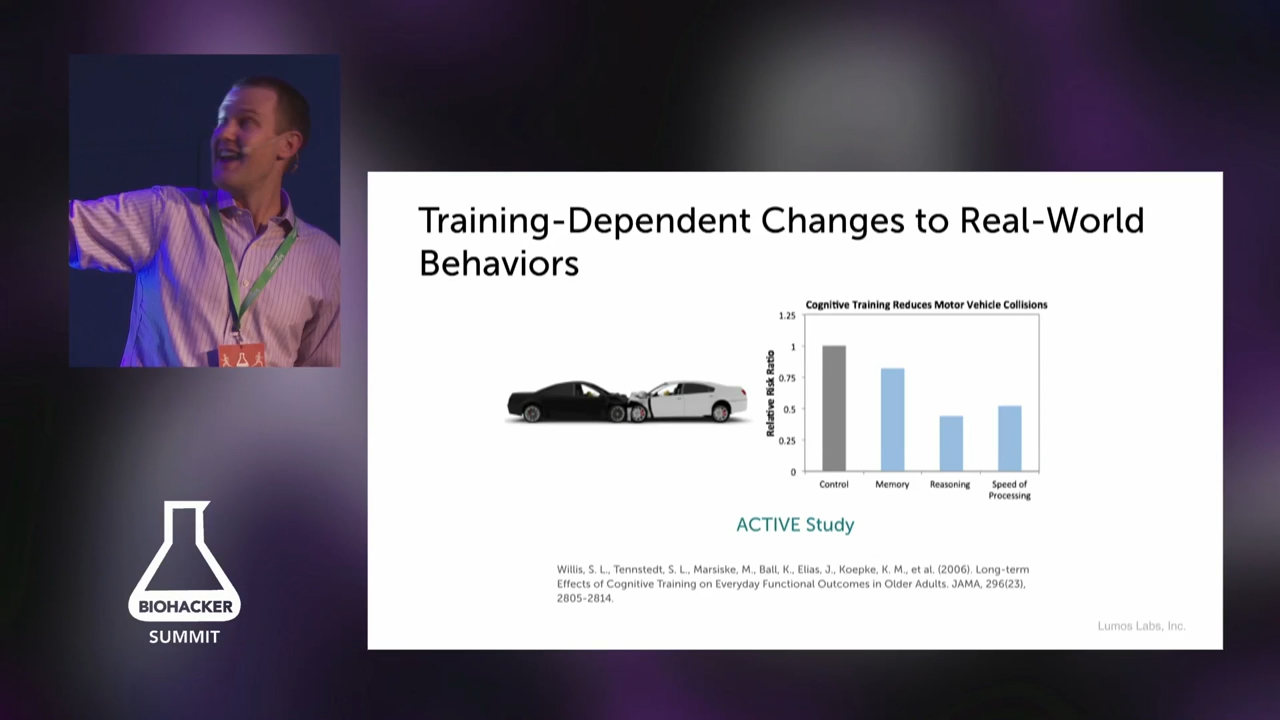 Training-Dependent Changes to Real-World
Behaviors
Cognitive Training Reduces Motor Vehicle Collisions
Relative Risk Ratio
1.25
1
0.75
0.5
0.25
0
Control
Memory
Reasoning
Speed of
Processing
ACTIVE Study
Willis, S. L., Tennstedt, S. L., Marsiske, M., Ball, K., Elias, J., Koepke, K. M., et al. (2006). Long-term
Effects of Cognitive Training on Everyday Functional Outcomes in Older Adults. JAMA, 296(23),
2805-2814.
Lumos Labs, Inc.
BIOHACKER
SUMMIT